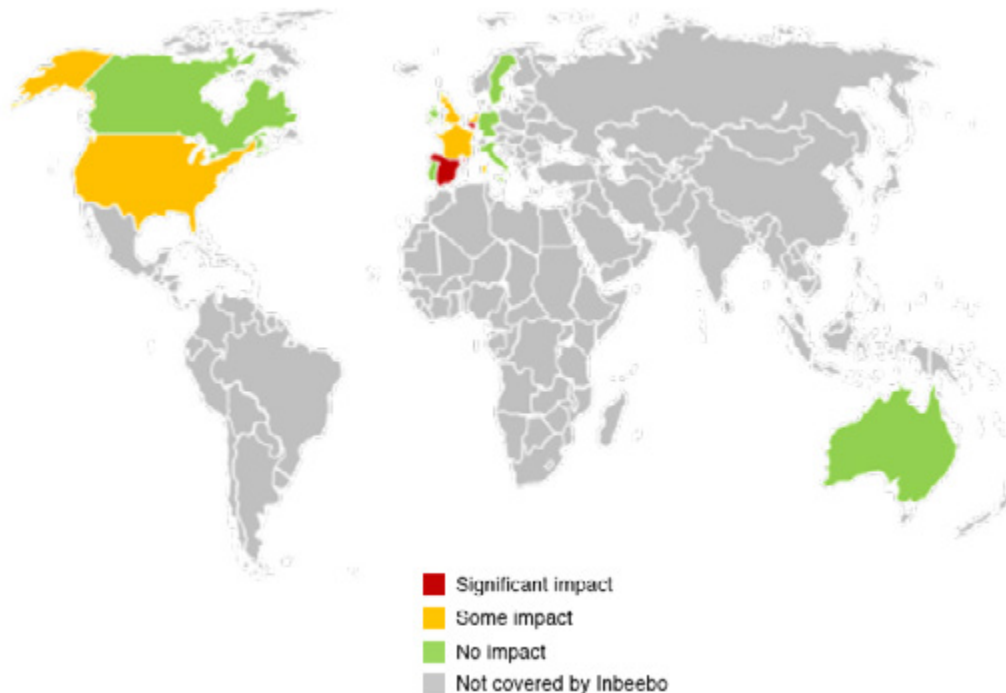 Significant impact
Some impact
No impact
Not covered by Inbeebo